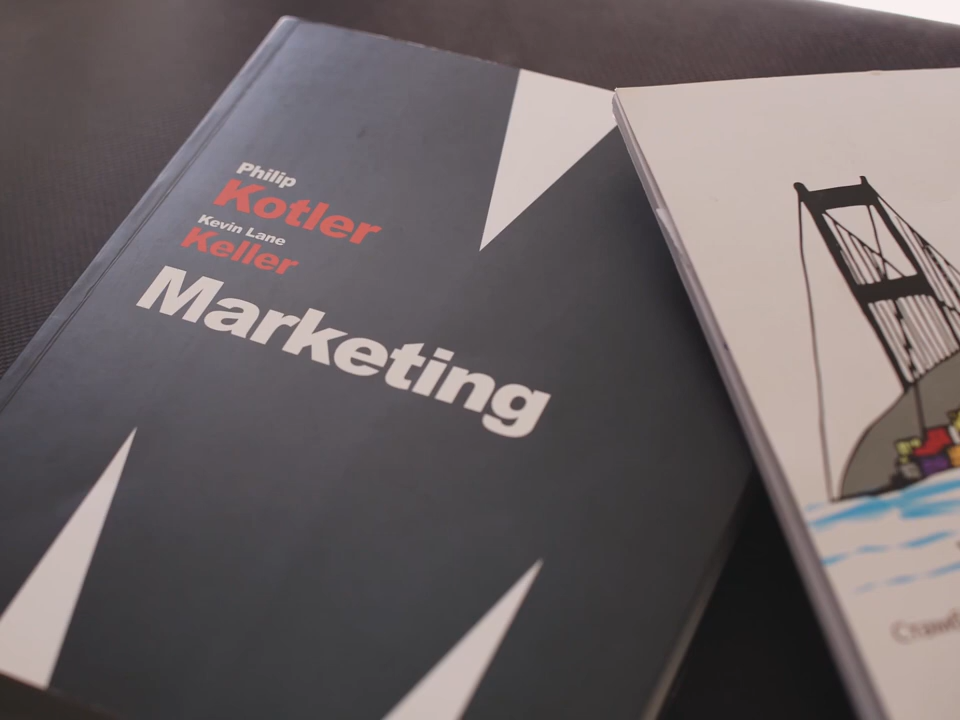 Philip
Kotler
Kevin Lane
Keller
Marketing